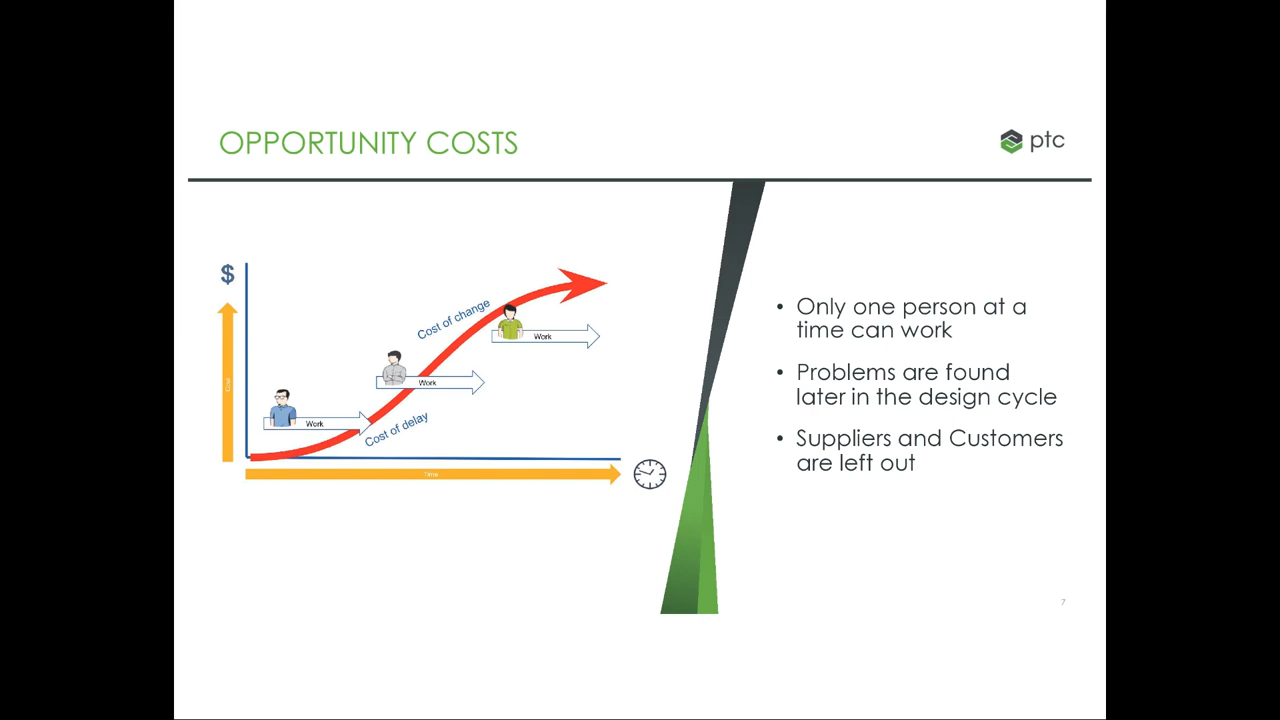 OPPORTUNITY COSTS
ptc
$
Cost
Cost of change
Work
Work
Work
Cost of delay
Time
• Only one person at a
time can work
• Problems are found
later in the design cycle
• Suppliers and Customers
are left out
7